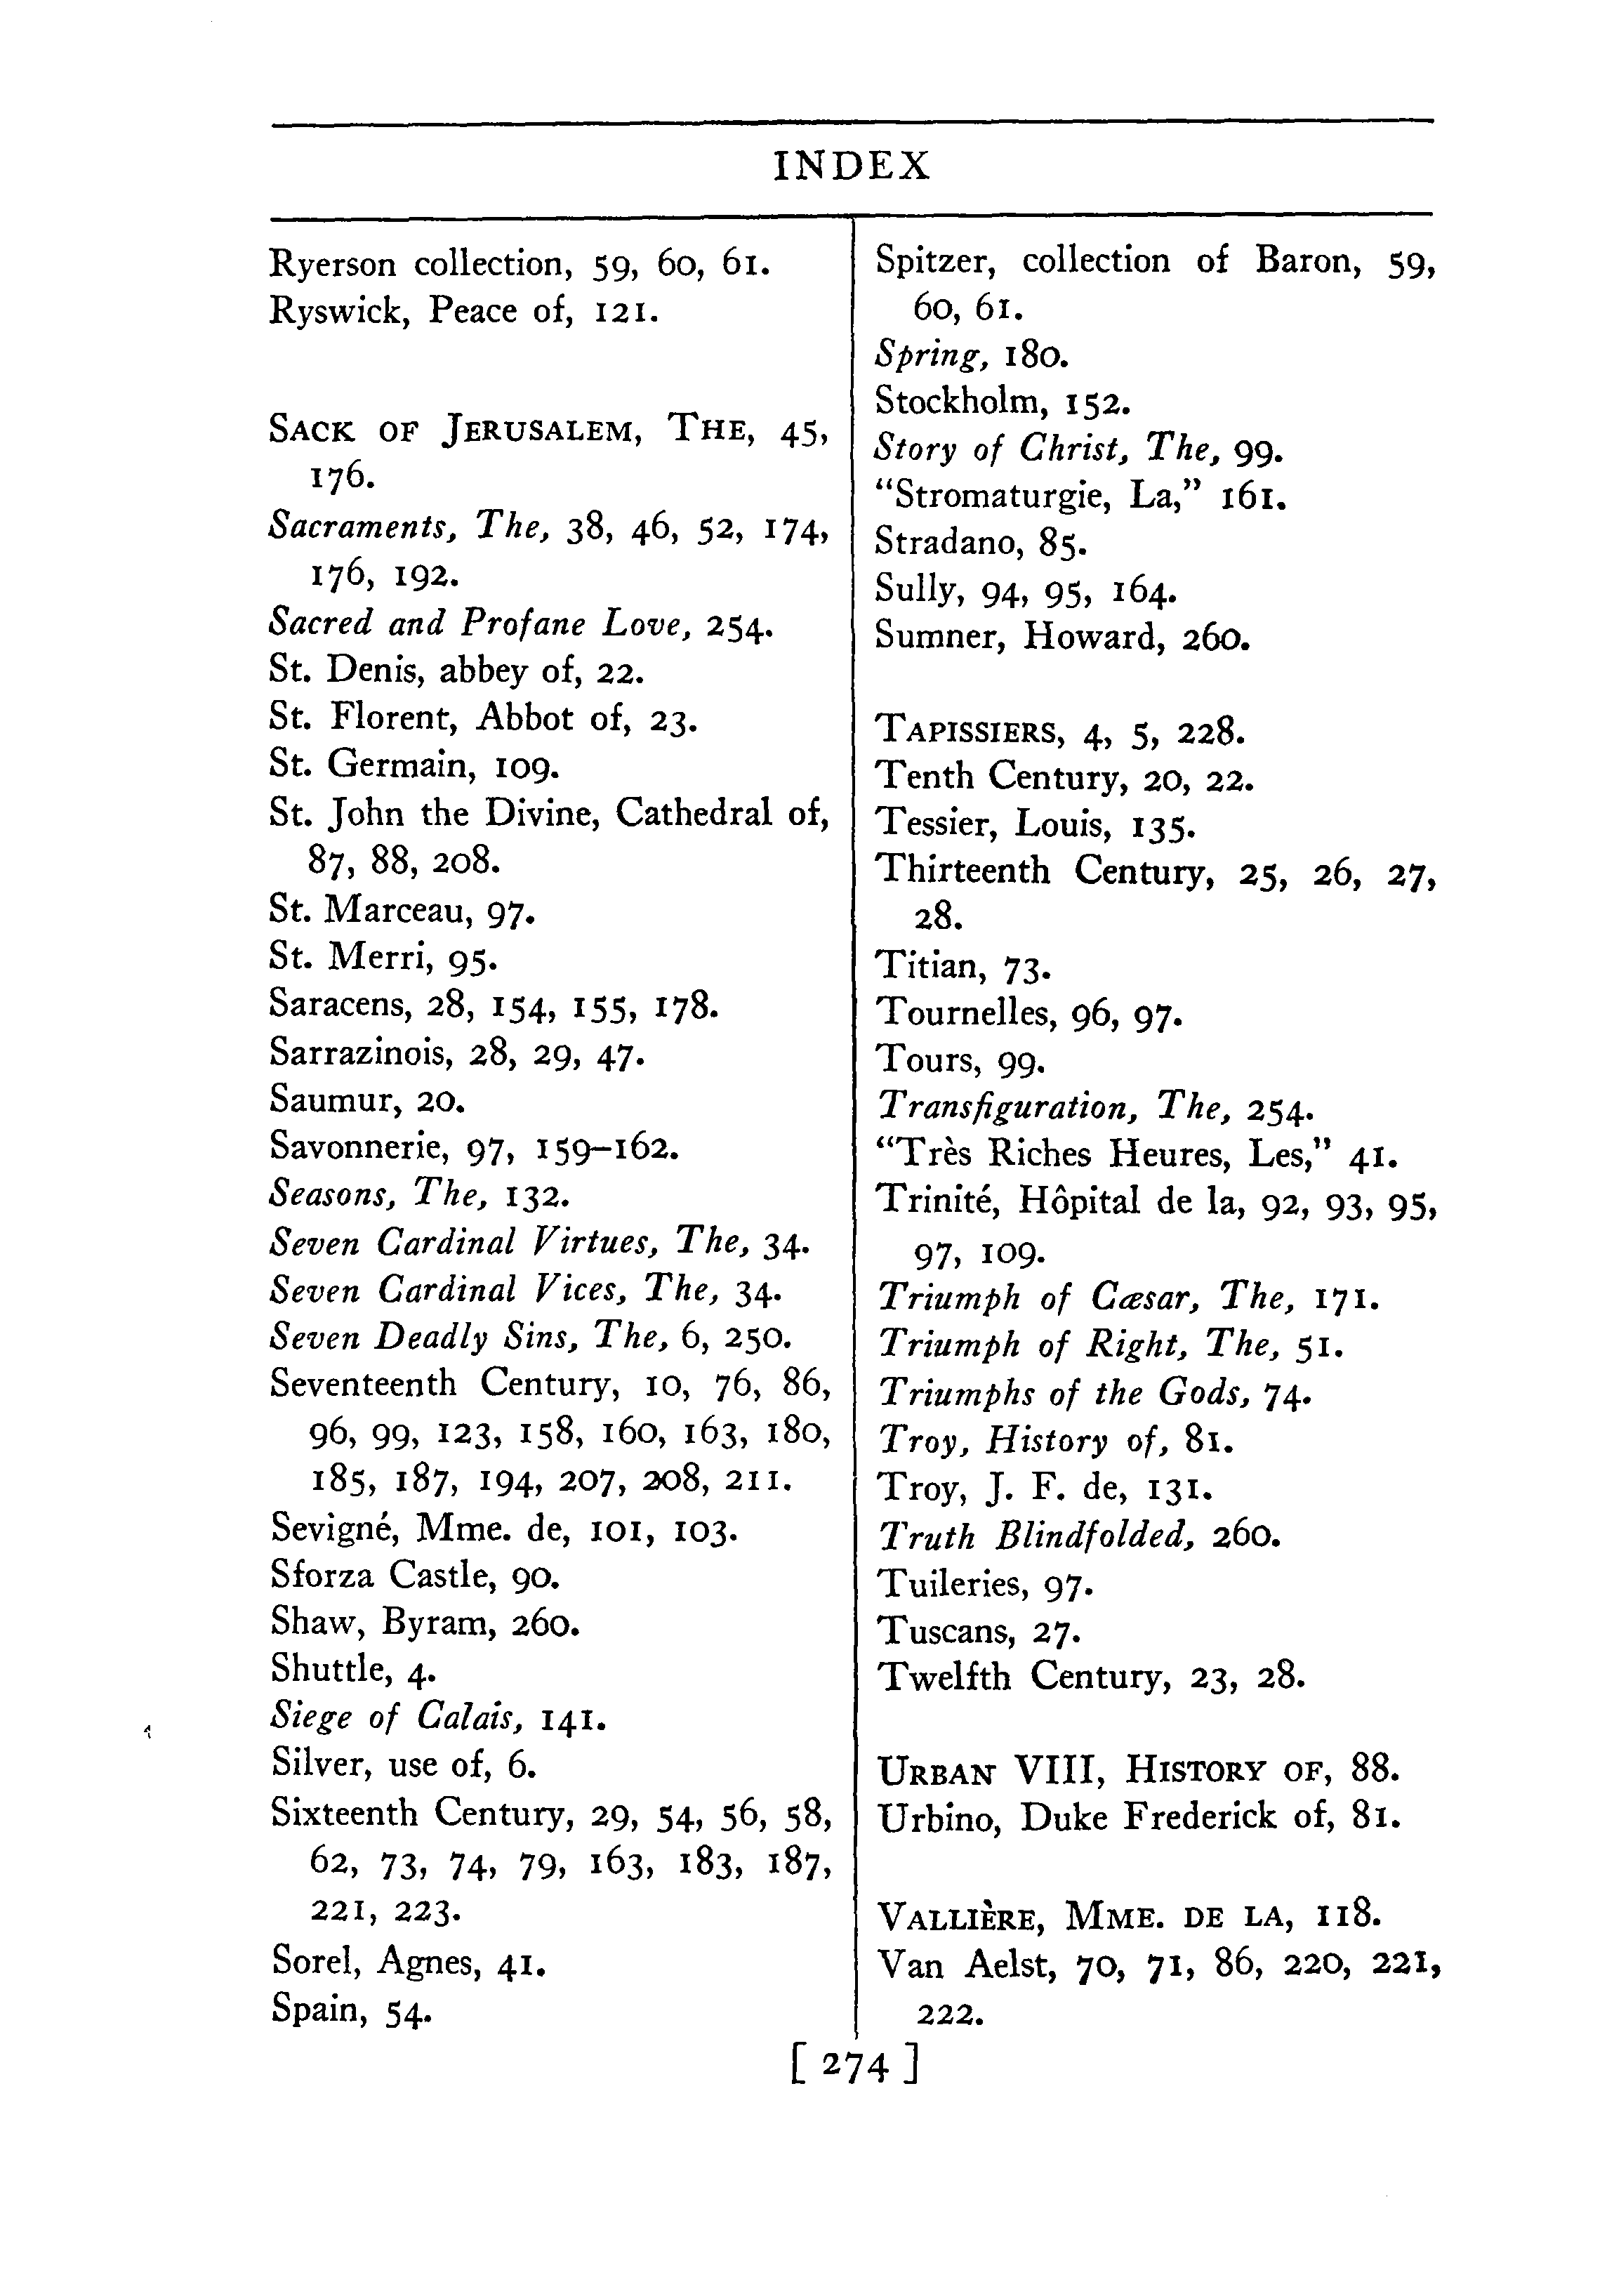 INDEX
Ryerson collection, 59, 60, 61.
Ryswick, Peace of, 121.
SACK OF JERUSALEM, THE, 45,
176.
Sacraments, The, 38, 46, 52, 174,
176, 192.
Sacred and Profane Love, 254.
St. Denis, abbey of, 22.
St. Florent, Abbot of, 23.
St. Germain, 109.
St. John the Divine, Cathedral of,
87, 88, 208.
St. Marceau, 97.
St. Merri, 95.
Saracens, 28, 154, 155, 178.
Sarrazinois, 28, 29, 47.
Saumur, 20.
Savonnerie, 97, 159–162.
Seasons, The, 132.
Seven Cardinal Virtues, The, 34.
Seven Cardinal Vices, The, 34.
Seven Deadly Sins, The, 6, 250.
Seventeenth Century, 10, 76, 86,
96, 99, 123, 158, 160, 163, 180,
185, 187, 194, 207, 208, 211.
Sevigné, Mme. de, 101, 103.
Sforza Castle, 90.
Shaw, Byram, 260.
Shuttle, 4.
Siege of Calais, 141.
Silver, use of, 6.
Sixteenth Century, 29, 54, 56, 58,
62, 73, 74, 79, 163, 183, 187,
221, 223.
Sorel, Agnes, 41.
Spain, 54.
Spitzer, collection of Baron, 59,
60, 61.
Spring, 180.
Stockholm, 152.
Story of Christ, The, 99.
"Stromaturgie, La," 161.
Stradano, 85.
Sully, 94, 95, 164.
Sumner, Howard, 260.
TAPISSIERS, 4, 5, 228.
Tenth Century, 20, 22.
Tessier, Louis, 135.
Thirteenth Century, 25, 26, 27,
28.
Titian, 73.
Tournelles, 96, 97.
Tours, 99.
Transfiguration, The, 254.
"Très Riches Heures, Les," 41.
Trinité, Hôpital de la, 92, 93, 95,
97, 109.
Triumph of Cæsar, The, 171.
Triumph of Right, The, 51.
Triumphs of the Gods, 74.
Troy, History of, 81.
Troy, J. F. de, 131.
Truth Blindfolded, 260.
Tuileries, 97.
Tuscans, 27.
Twelfth Century, 23, 28.
URBAN VIII, HISTORY OF, 88.
Urbino, Duke Frederick of, 81.
VALLIÈRE, MME. DE LA, 118.
Van Aelst, 70, 71, 86, 220, 221,
222.
[ 274 ]